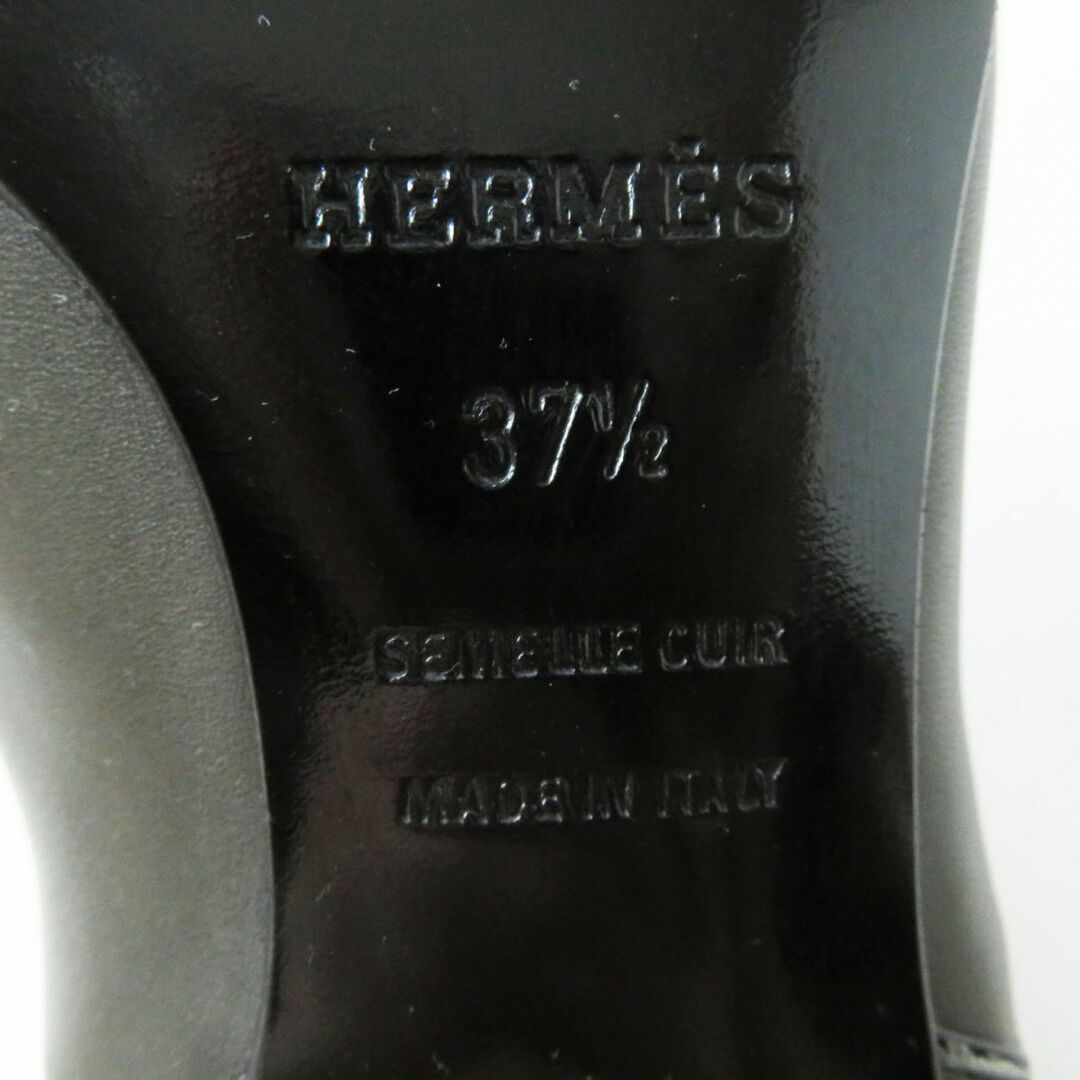 HERMÈS
37½
SEMELLE CUIR
MADE IN ITALY